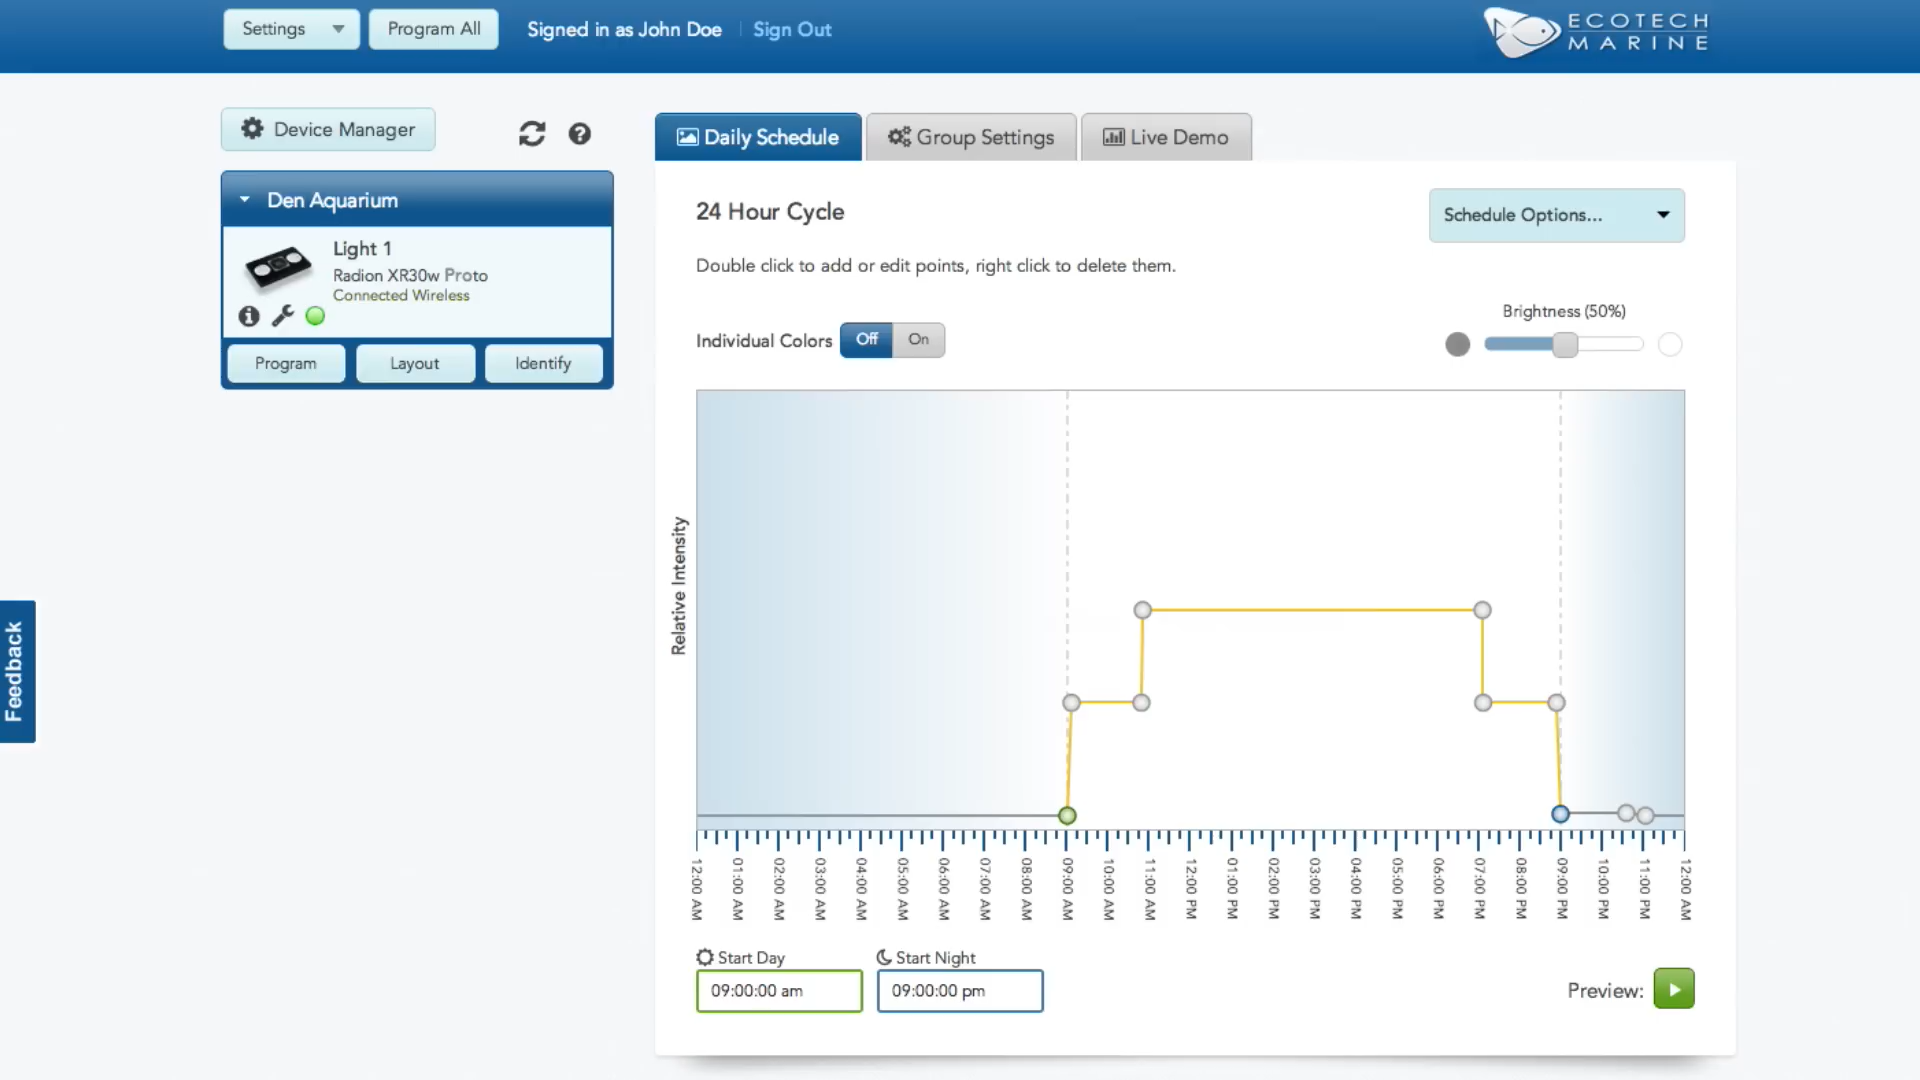 Settings
Program All
Signed in as John Doe
Sign Out
ECOTECH
MARINE
Device Manager
Daily Schedule
Group Settings
Live Demo
Den Aquarium
Light 1
Radion XR30w Proto
Connected Wireless
Program
Layout
Identify
24 Hour Cycle
Schedule Options...
Double click to add or edit points, right click to delete them.
Individual Colors
Off
On
Brightness (50%)
Relative Intensity
12:00 AM
01:00 AM
02:00 AM
03:00 AM
04:00 AM
05:00 AM
06:00 AM
07:00 AM
08:00 AM
09:00 AM
10:00 AM
11:00 AM
12:00 PM
01:00 PM
02:00 PM
03:00 PM
04:00 PM
05:00 PM
06:00 PM
07:00 PM
08:00 PM
09:00 PM
10:00 PM
11:00 PM
12:00 AM
Start Day
Start Night
09:00:00 am
09:00:00 pm
Preview:
Feedback